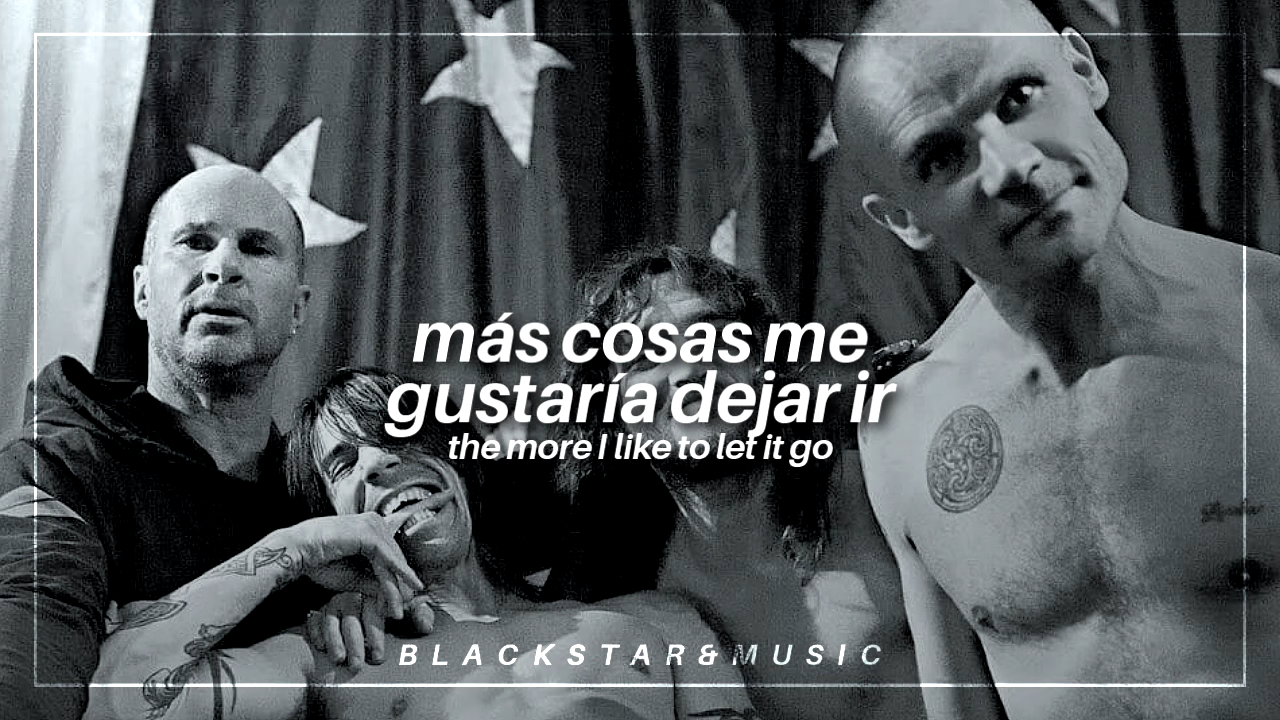 más cosas me
gustaría dejar ir
the more I like to let it go
BLACKSTAR&MUSIC